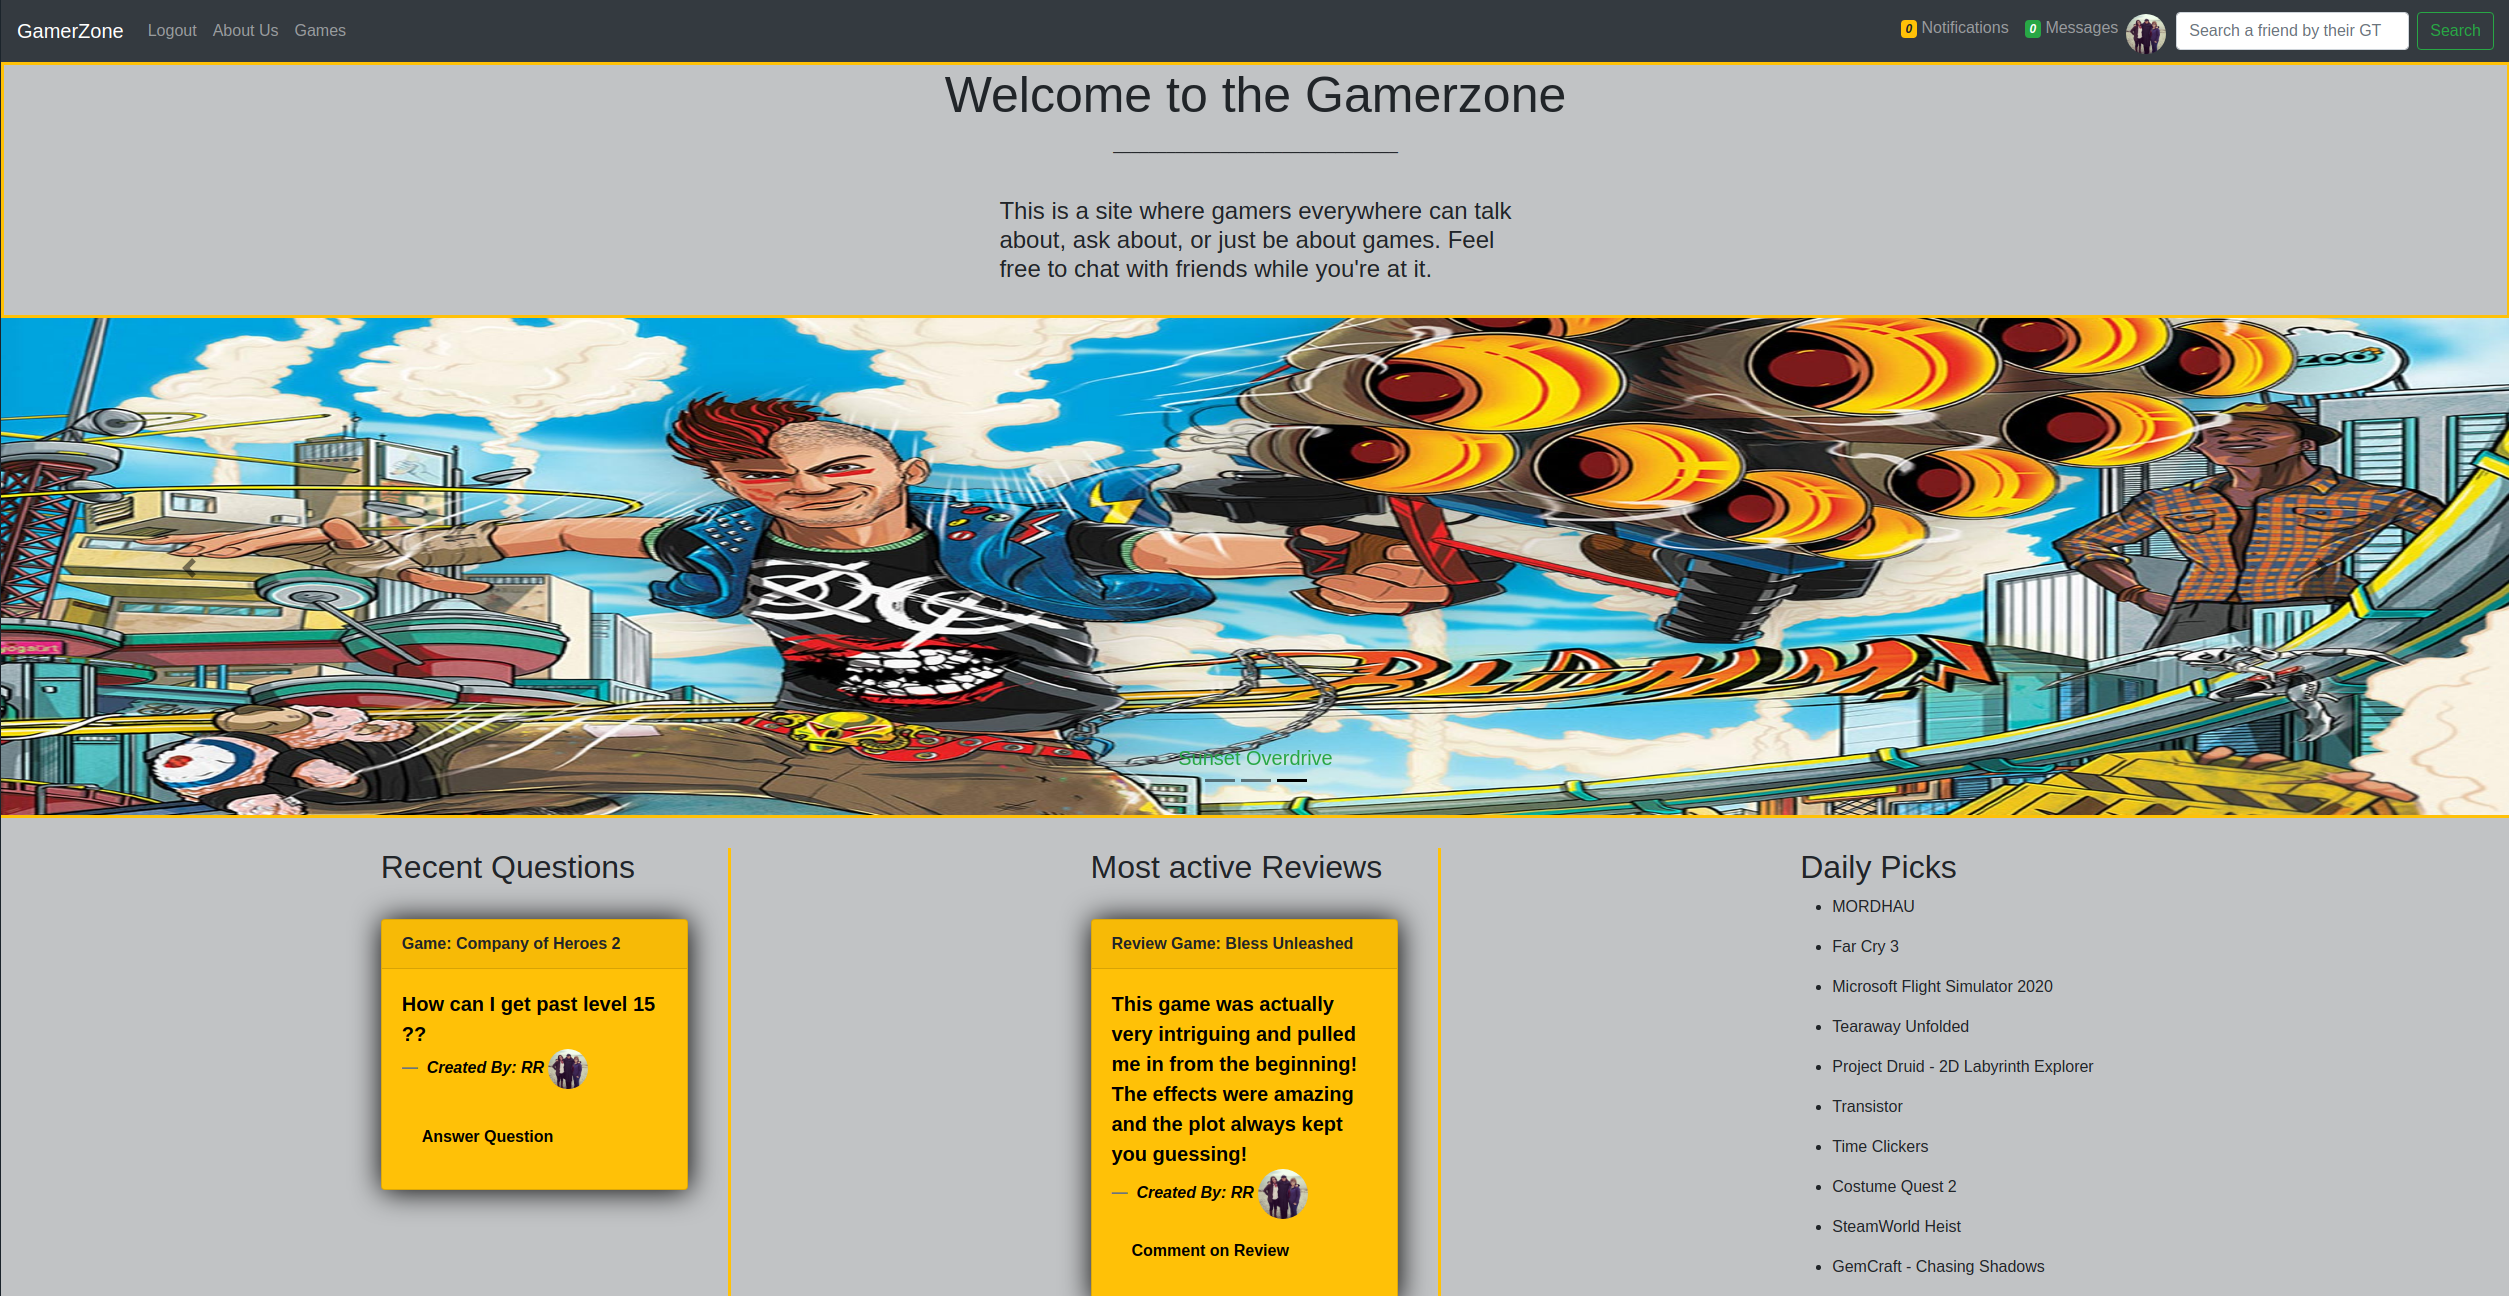 GamerZone Logout About Us Games 0 Notifications 0 Messages Search a friend by their GT Search
Welcome to the Gamerzone
This is a site where gamers everywhere can talk
about, ask about, or just be about games. Feel
free to chat with friends while you're at it.
Sunset Overdrive
Recent Questions
Game: Company of Heroes 2
How can I get past level 15
??
— Created By: RR
Answer Question
Most active Reviews
Review Game: Bless Unleashed
This game was actually
very intriguing and pulled
me in from the beginning!
The effects were amazing
and the plot always kept
you guessing!
— Created By: RR
Comment on Review
Daily Picks
• MORDHAU
• Far Cry 3
• Microsoft Flight Simulator 2020
• Tearaway Unfolded
• Project Druid - 2D Labyrinth Explorer
• Transistor
• Time Clickers
• Costume Quest 2
• SteamWorld Heist
• GemCraft - Chasing Shadows